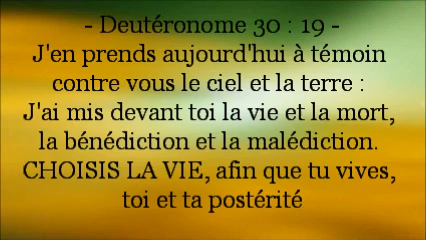 - Deutéronome 30 : 19 -
J'en prends aujourd'hui à témoin
contre vous le ciel et la terre :
J'ai mis devant toi la vie et la mort,
la bénédiction et la malédiction.
CHOISIS LA VIE, afin que tu vives,
toi et ta postérité